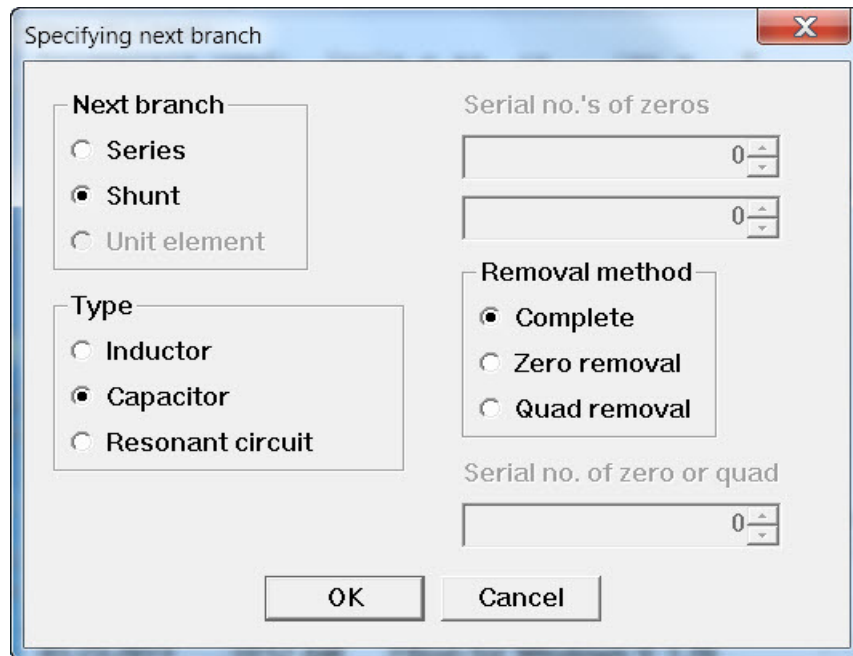 Specifying next branch
Next branch
Series
Shunt
Unit element
Type
Inductor
Capacitor
Resonant circuit
Serial no.'s of zeros
0
0
Removal method
Complete
Zero removal
Quad removal
Serial no. of zero or quad
0
OK
Cancel